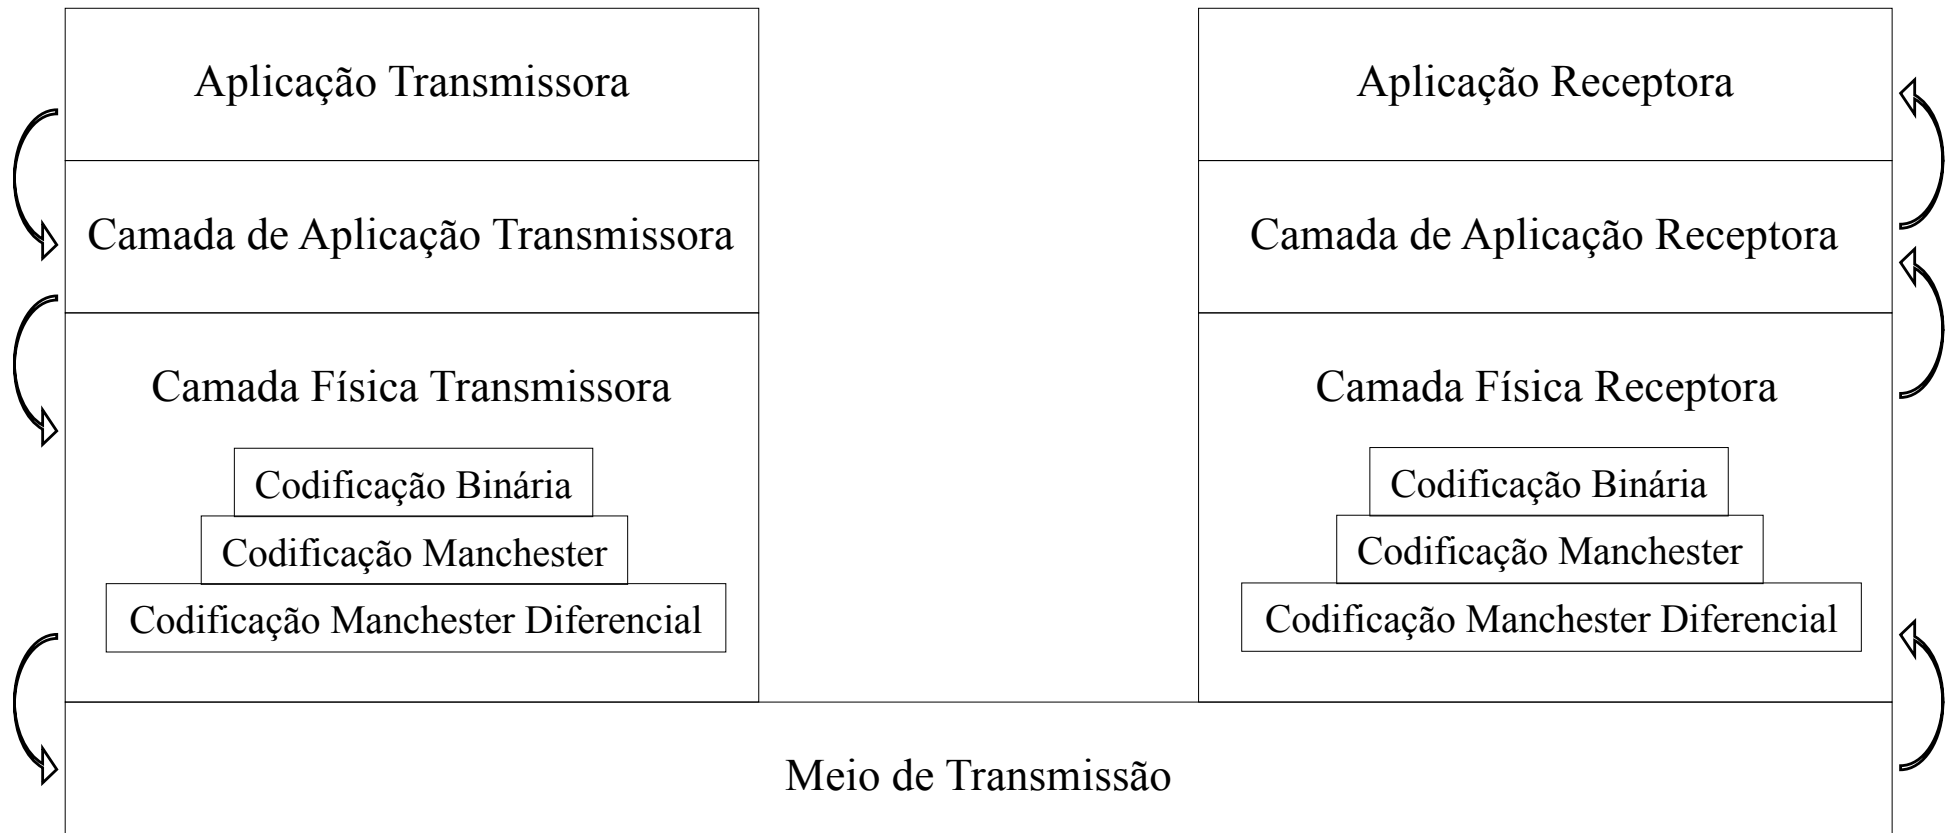 Aplicação Transmissora
Camada de Aplicação Transmissora
Camada Física Transmissora
Codificação Binária
Codificação Manchester
Codificação Manchester Diferencial
Aplicação Receptora
Camada de Aplicação Receptora
Camada Física Receptora
Codificação Binária
Codificação Manchester
Codificação Manchester Diferencial
Meio de Transmissão